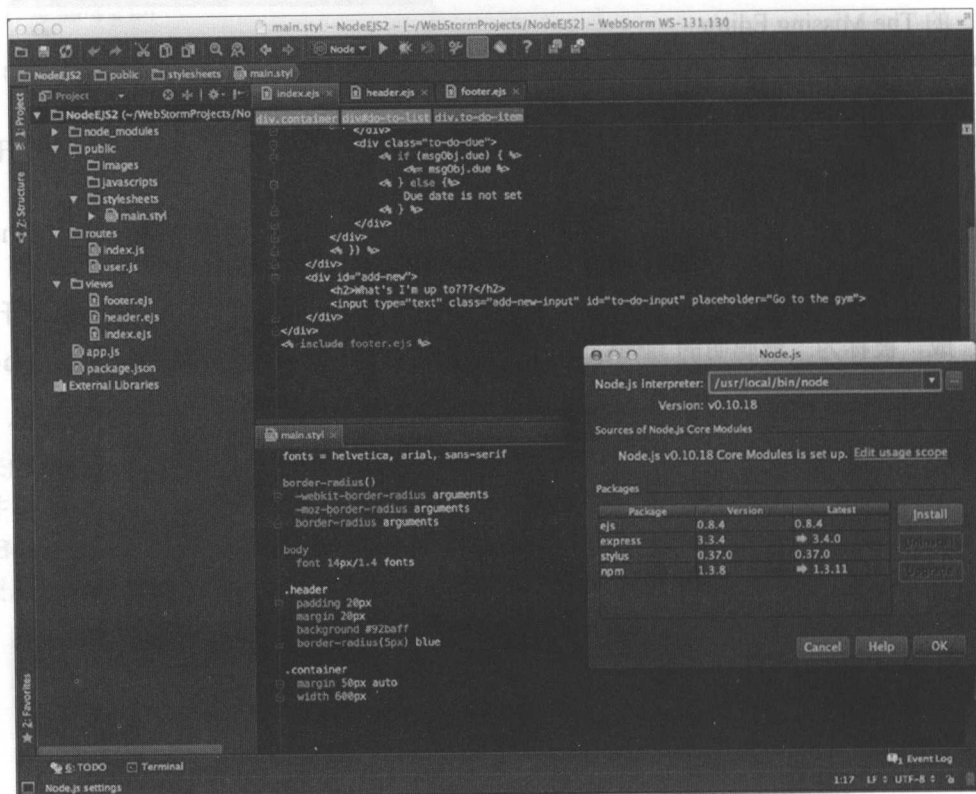 main.styl - NodeEJS2 - [~/WebStormProjects/NodeEJS2] - WebStorm WS-131.130
Node
NodeEJS2 public stylesheets main.styl
Project
index.ejs header.ejs footer.ejs
1: Project
Z: Structure
2: Favorites
NodeEJS2 (~/WebStormProjects/No
node_modules
public
images
javascripts
stylesheets
main.styl
routes
index.js
user.js
views
footer.ejs
header.ejs
index.ejs
app.js
package.json
External Libraries
div.container div#do-to-list div.to-do-item
</div>
<div class="to-do-due">
<% if (msgObj.due) { %>
<%= msgObj.due %>
<% } else {%>
Due date is not set
<% } %>
</div>
</div>
<% }) %>
</div>
<div id="add-new">
<h2>What's I'm up to???</h2>
<input type="text" class="add-new-input" id="to-do-input" placeholder="Go to the gym">
</div>
</div>
<% include footer.ejs %>
main.styl
fonts = helvetica, arial, sans-serif
border-radius()
-webkit-border-radius arguments
-moz-border-radius arguments
border-radius arguments
body
font 14px/1.4 fonts
.header
padding 20px
margin 20px
background #92baff
border-radius(5px) blue
.container
margin 50px auto
width 600px
Node.js
Node.js Interpreter: /usr/local/bin/node
Version: v0.10.18
Sources of Node.js Core Modules
Node.js v0.10.18 Core Modules is set up. Edit usage scope
Packages
Package Version Latest
ejs 0.8.4 0.8.4
express 3.3.4 3.4.0
stylus 0.37.0 0.37.0
npm 1.3.8 1.3.11
Install
Uninstall
Upgrade
Cancel Help OK
6: TODO Terminal
1 Event Log
Node.js settings
1:17 LF UTF-8